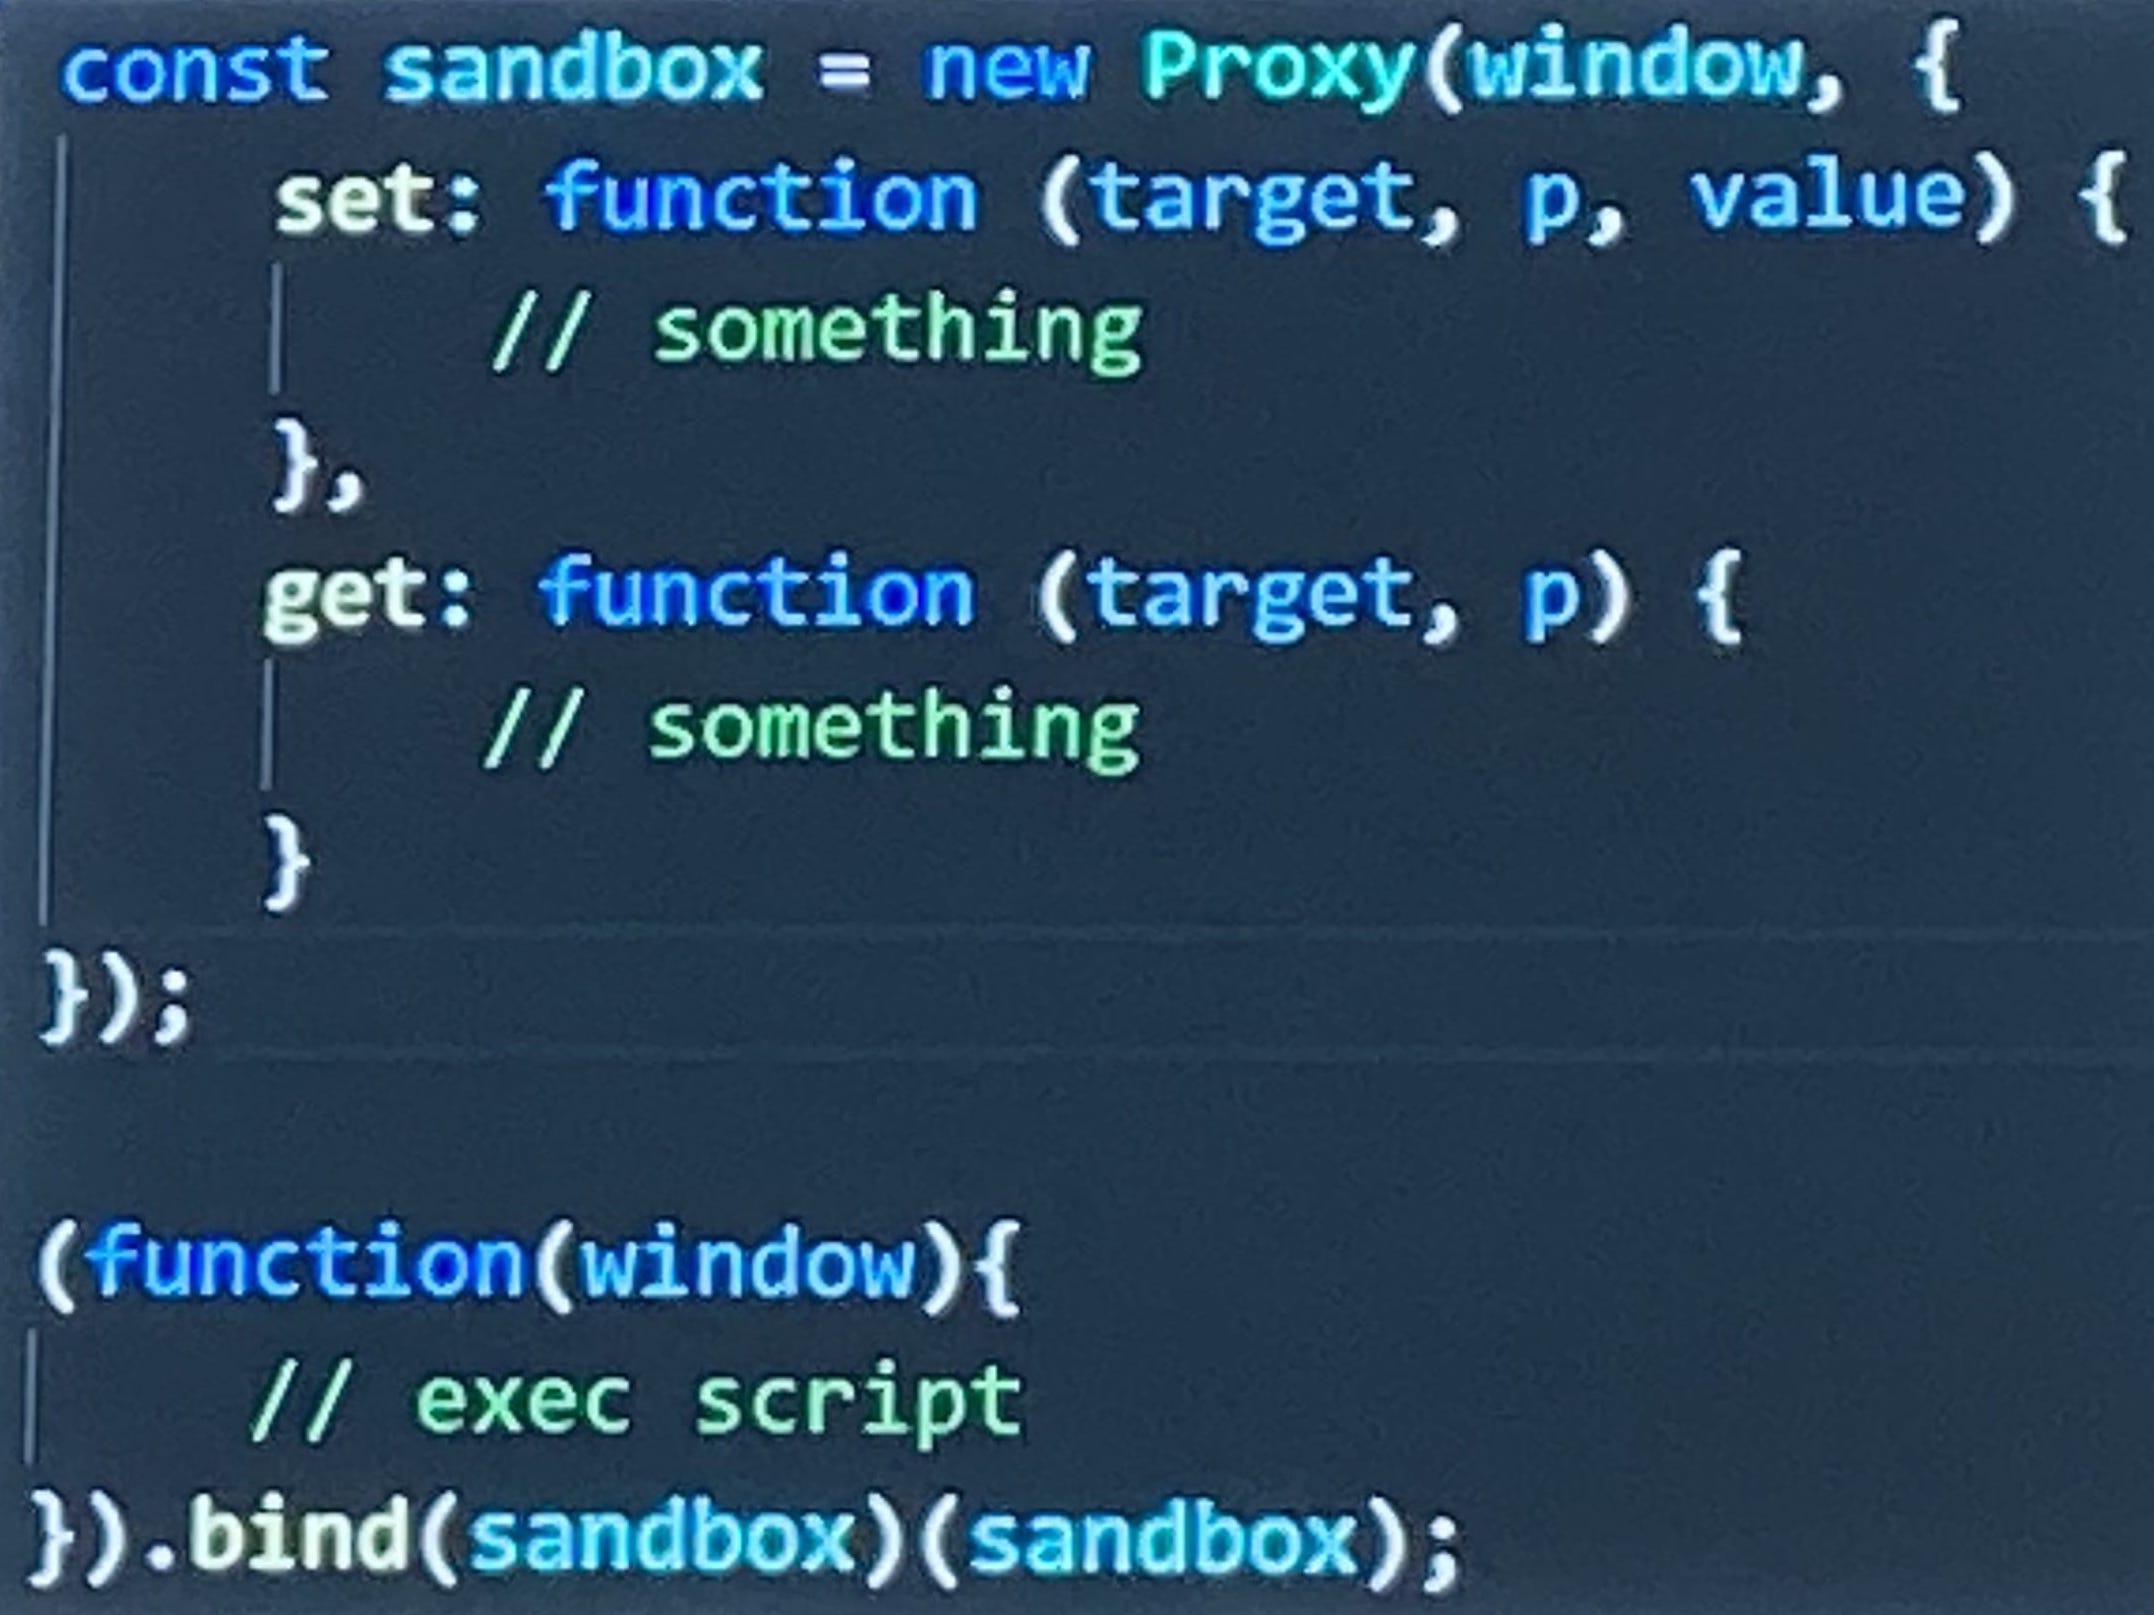 const sandbox = new Proxy(window, {
set: function (target, p, value) {
// something
},
get: function (target, p) {
// something
}
});
(function(window){
// exec script
}).bind(sandbox)(sandbox);